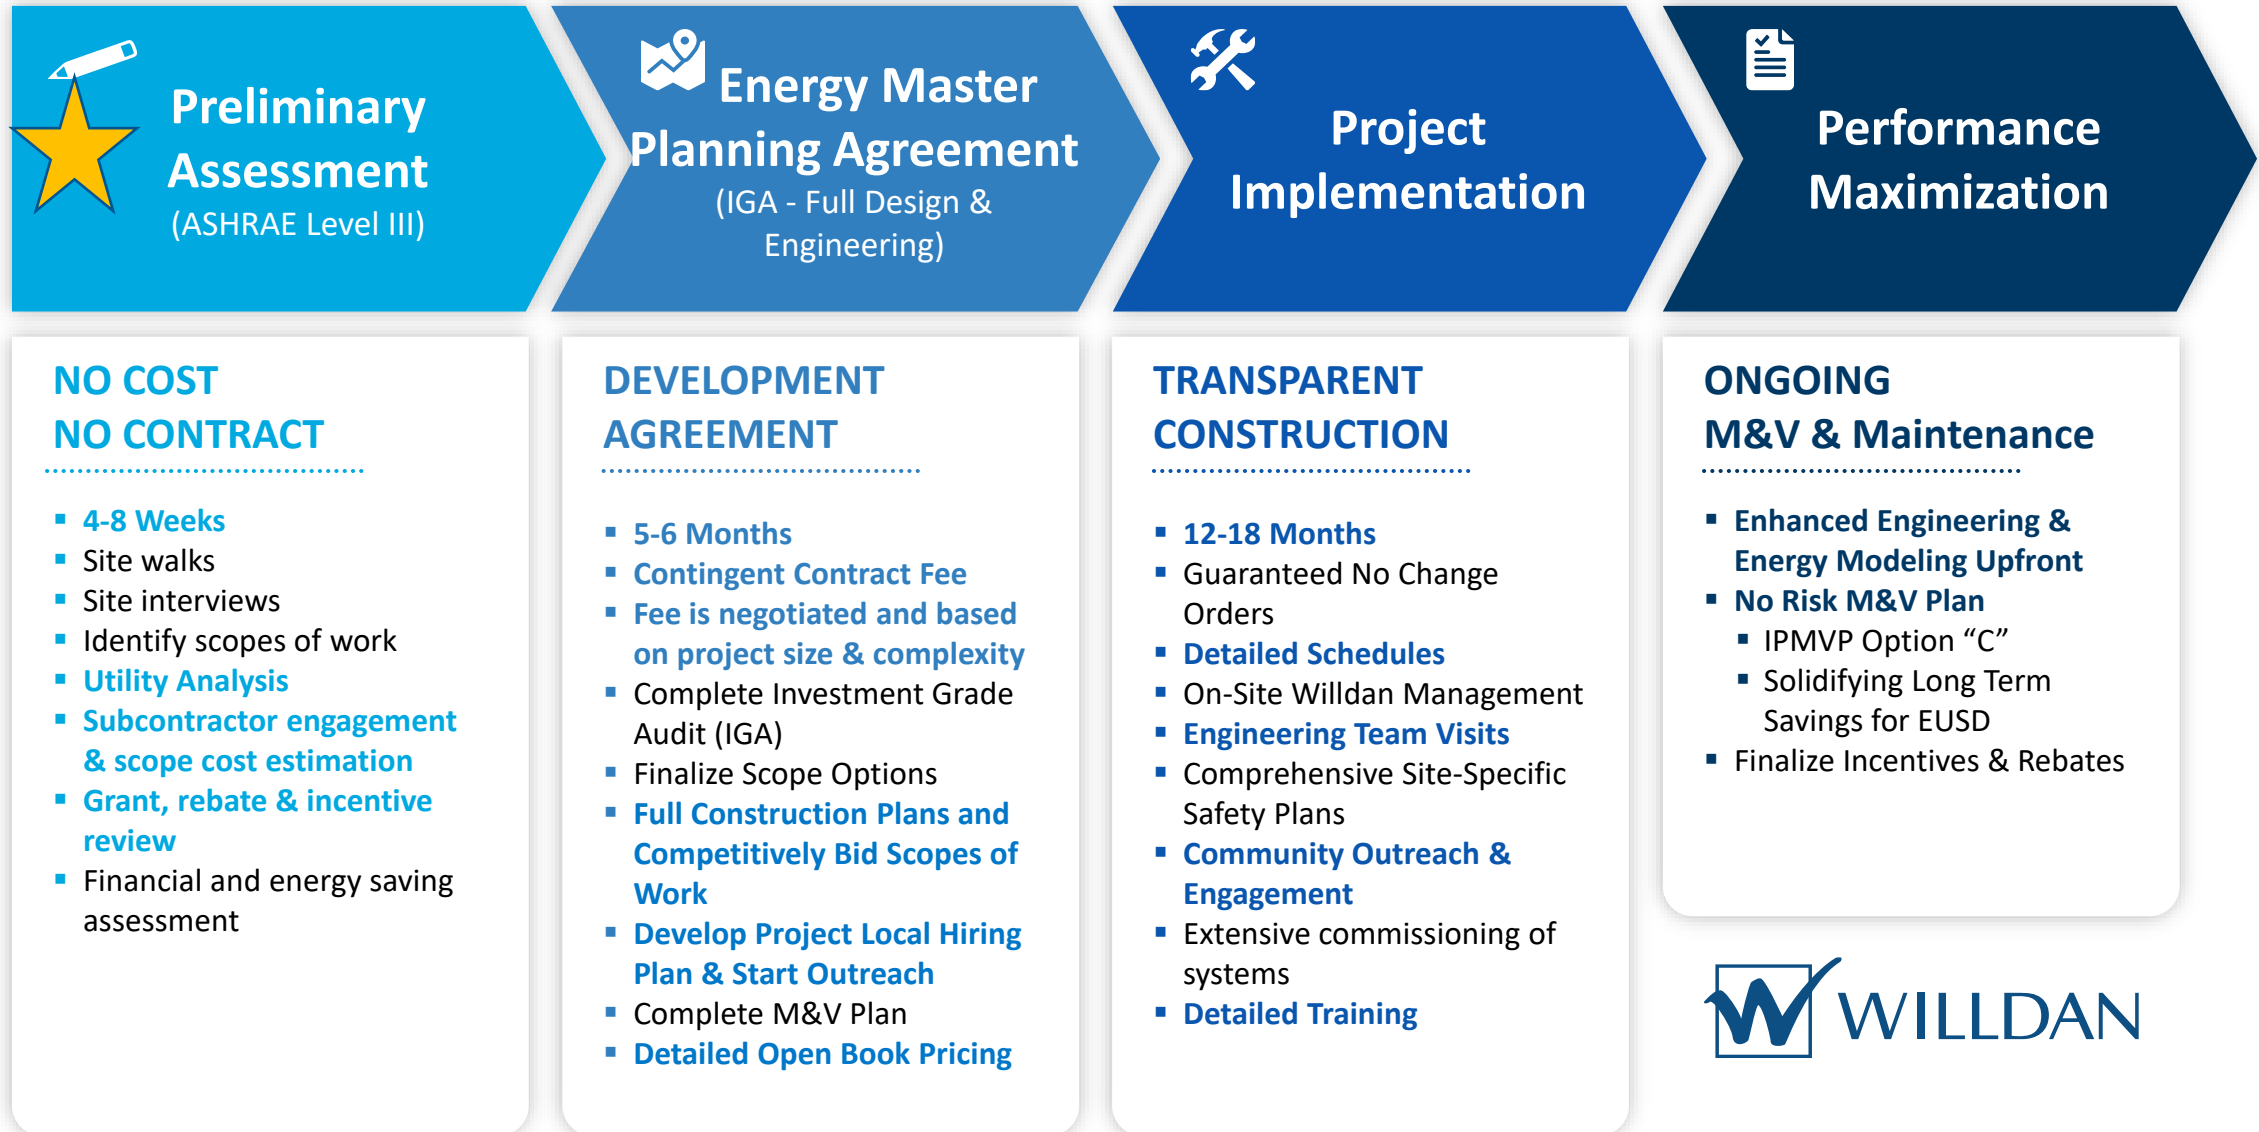 Preliminary
Assessment
(ASHRAE Level III)
Energy Master
Planning Agreement
(IGA - Full Design &
Engineering)
Project
Implementation
Performance
Maximization
NO COST
NO CONTRACT
▪ 4-8 Weeks
▪ Site walks
▪ Site interviews
▪ Identify scopes of work
▪ Utility Analysis
▪ Subcontractor engagement
& scope cost estimation
▪ Grant, rebate & incentive
review
▪ Financial and energy saving
assessment
DEVELOPMENT
AGREEMENT
▪ 5-6 Months
▪ Contingent Contract Fee
▪ Fee is negotiated and based
on project size & complexity
▪ Complete Investment Grade
Audit (IGA)
▪ Finalize Scope Options
▪ Full Construction Plans and
Competitively Bid Scopes of
Work
▪ Develop Project Local Hiring
Plan & Start Outreach
▪ Complete M&V Plan
▪ Detailed Open Book Pricing
TRANSPARENT
CONSTRUCTION
▪ 12-18 Months
▪ Guaranteed No Change
Orders
▪ Detailed Schedules
▪ On-Site Willdan Management
▪ Engineering Team Visits
▪ Comprehensive Site-Specific
Safety Plans
▪ Community Outreach &
Engagement
▪ Extensive commissioning of
systems
▪ Detailed Training
ONGOING
M&V & Maintenance
▪ Enhanced Engineering &
Energy Modeling Upfront
▪ No Risk M&V Plan
▪ IPMVP Option “C”
▪ Solidifying Long Term
Savings for EUSD
▪ Finalize Incentives & Rebates
W WILLDAN